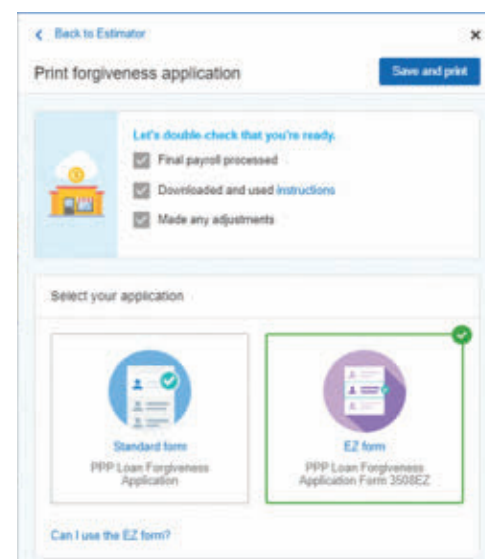 Back to Estimator
Print forgiveness application
Save and print
Let's double-check that you're ready.
Final payroll processed
Downloaded and used instructions
Made any adjustments
Select your application
Standard form
PPP Loan Forgiveness
Application
EZ form
PPP Loan Forgiveness
Application Form 3508EZ
Can I use the EZ form?